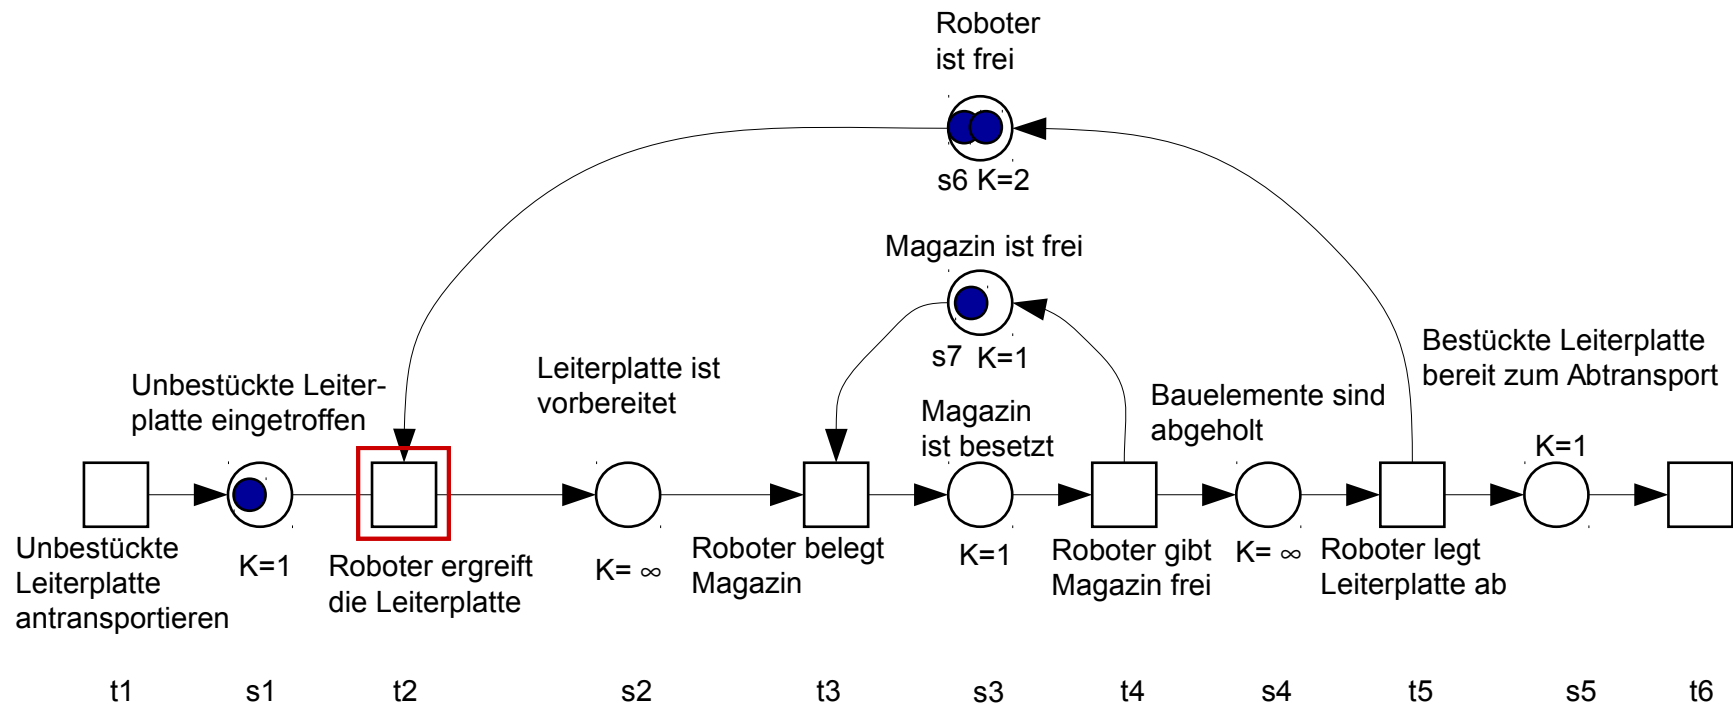 Roboter
ist frei
s6 K=2
Magazin ist frei
s7 K=1
Unbestückte Leiter-
platte eingetroffen
Leiterplatte ist
vorbereitet
Magazin
ist besetzt
Bauelemente sind
abgeholt
Bestückte Leiterplatte
bereit zum Abtransport
K=1
Unbestückte
Leiterplatte
antransportieren
K=1
Roboter ergreift
die Leiterplatte
K= ∞
Roboter belegt
Magazin
K=1
Roboter gibt
Magazin frei
K= ∞
Roboter legt
Leiterplatte ab
t1 s1 t2 s2 t3 s3 t4 s4 t5 s5 t6